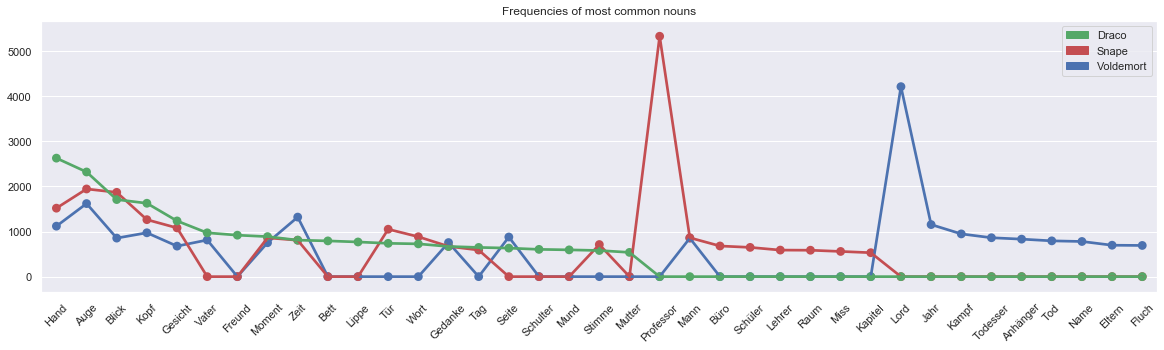 Frequencies of most common nouns
Draco
Snape
Voldemort
5000
4000
3000
2000
1000
0
Hand
Auge
Blick
Kopf
Gesicht
Vater
Freund
Moment
Zeit
Bett
Lippe
Tür
Wort
Gedanke
Tag
Seite
Schulter
Mund
Stimme
Mutter
Professor
Mann
Büro
Schüler
Lehrer
Raum
Miss
Kapitel
Lord
Jahr
Kampf
Todesser
Anhänger
Tod
Name
Eltern
Fluch